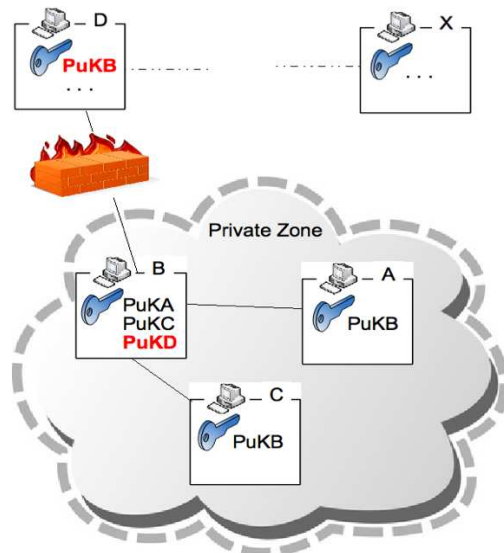 D
PuKB
. . .
X
. . .
Private Zone
B
PuKA
PuKC
PuKD
A
PuKB
C
PuKB